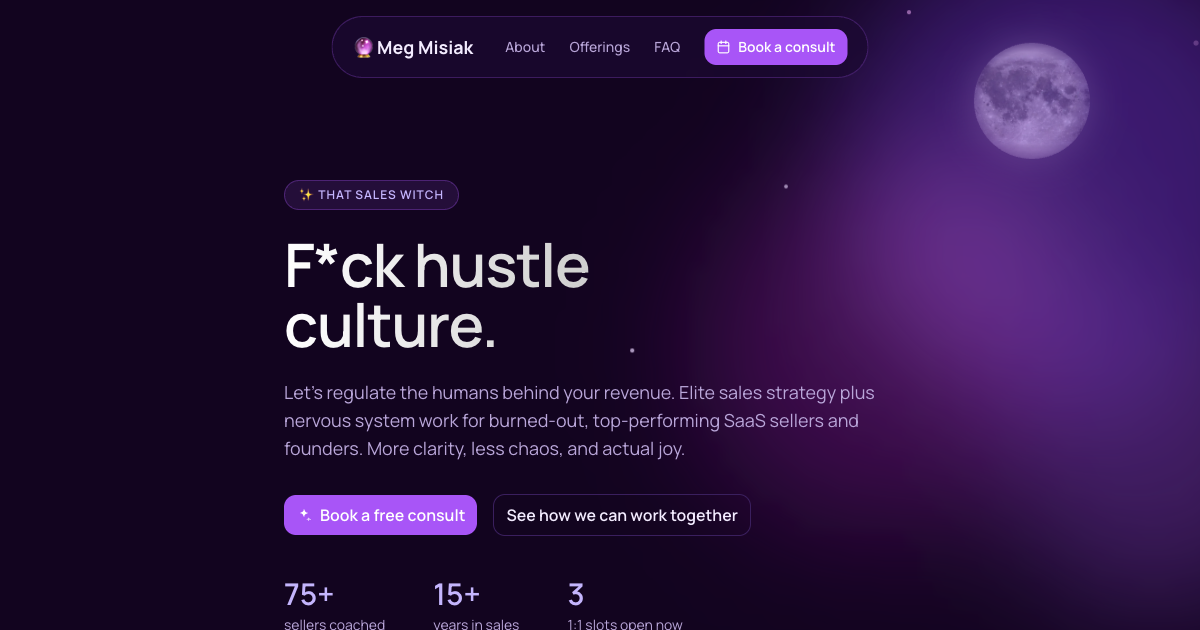 Meg Misiak
About
Offerings
FAQ
Book a consult
✨ THAT SALES WITCH
F*ck hustle
culture.
Let's regulate the humans behind your revenue. Elite sales strategy plus
nervous system work for burned-out, top-performing SaaS sellers and
founders. More clarity, less chaos, and actual joy.
Book a free consult
See how we can work together
75+
15+
3
sellers coached
years in sales
1:1 slots open now